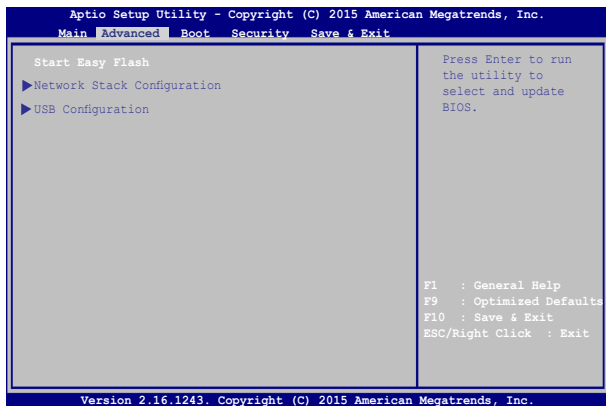 Aptio Setup Utility - Copyright (C) 2015 American Megatrends, Inc.
Main Advanced Boot Security Save & Exit
Start Easy Flash
Network Stack Configuration
USB Configuration
Press Enter to run
the utility to
select and update
BIOS.
F1 : General Help
F9 : Optimized Defaults
F10 : Save & Exit
ESC/Right Click : Exit
Version 2.16.1243. Copyright (C) 2015 American Megatrends, Inc.